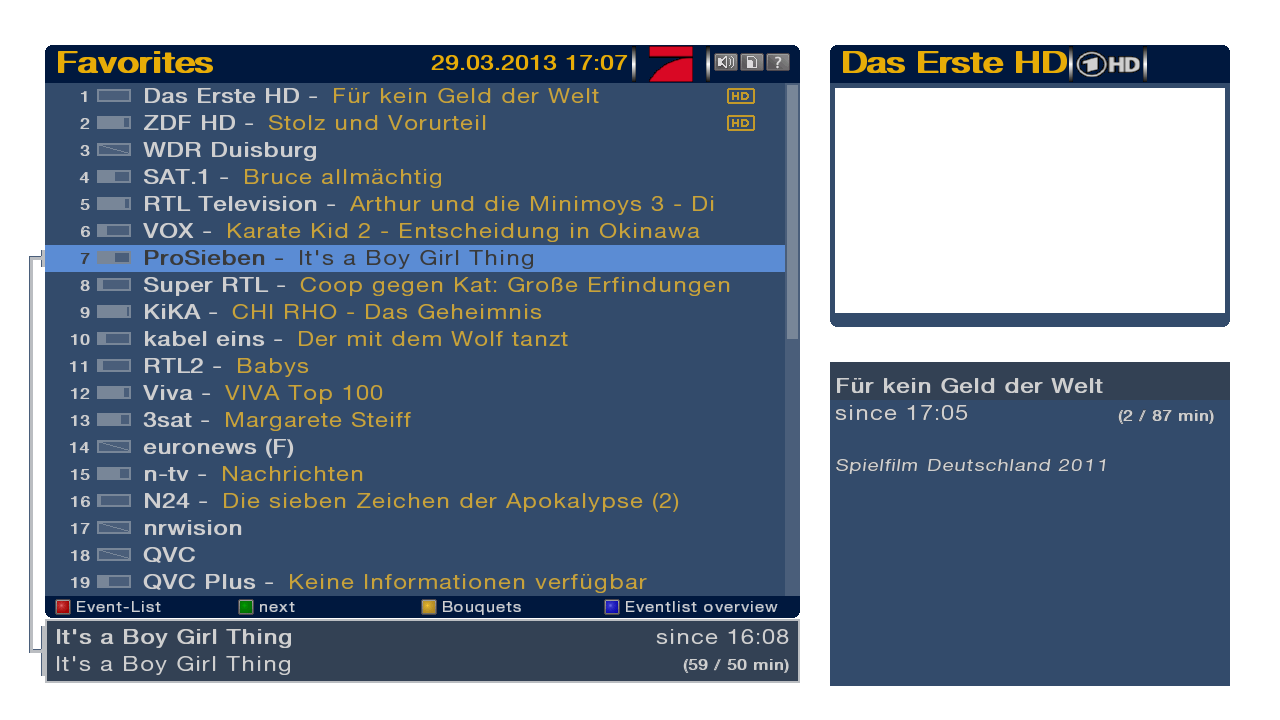 Favorites 29.03.2013 17:07 ?
1 Das Erste HD - Für kein Geld der Welt HD
2 ZDF HD - Stolz und Vorurteil HD
3 WDR Duisburg
4 SAT.1 - Bruce allmächtig
5 RTL Television - Arthur und die Minimoys 3 - Di
6 VOX - Karate Kid 2 - Entscheidung in Okinawa
7 ProSieben - It's a Boy Girl Thing
8 Super RTL - Coop gegen Kat: Große Erfindungen
9 KiKA - CHI RHO - Das Geheimnis
10 kabel eins - Der mit dem Wolf tanzt
11 RTL2 - Babys
12 Viva - VIVA Top 100
13 3sat - Margarete Steiff
14 euronews (F)
15 n-tv - Nachrichten
16 N24 - Die sieben Zeichen der Apokalypse (2)
17 nrwision
18 QVC
19 QVC Plus - Keine Informationen verfügbar
Event-List next Bouquets Eventlist overview
It's a Boy Girl Thing since 16:08
It's a Boy Girl Thing (59 / 50 min)
Das Erste HD 1 HD
Für kein Geld der Welt
since 17:05 (2 / 87 min)
Spielfilm Deutschland 2011